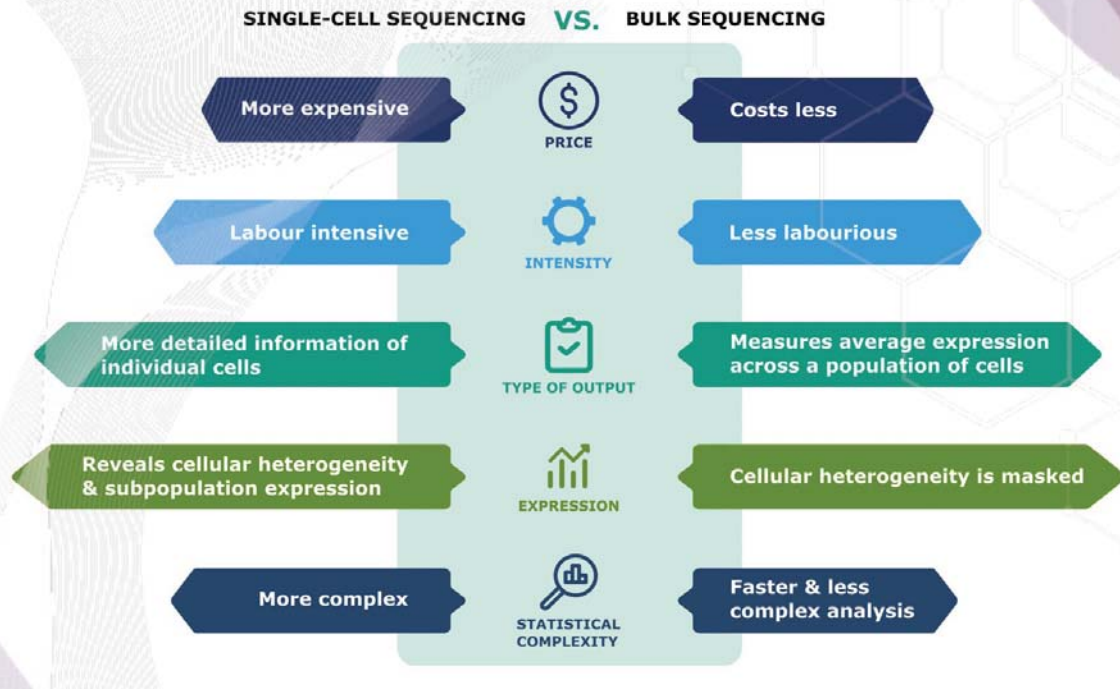 SINGLE-CELL SEQUENCING VS. BULK SEQUENCING
More expensive
PRICE
Costs less
Labour intensive
INTENSITY
Less labourious
More detailed information of
individual cells
TYPE OF OUTPUT
Measures average expression
across a population of cells
Reveals cellular heterogeneity
& subpopulation expression
EXPRESSION
Cellular heterogeneity is masked
More complex
STATISTICAL
COMPLEXITY
Faster & less
complex analysis